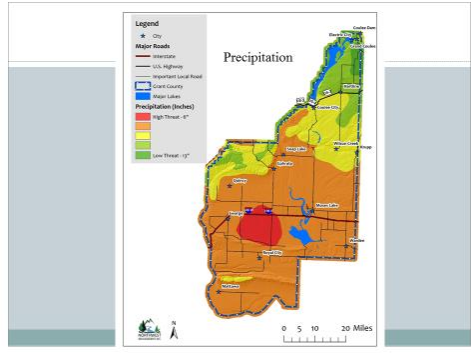 Legend
City
Major Roads
Interstate
U.S. Highway
Important Local Road
Grant County
Major Lakes
Precipitation (Inches)
High Threat - 6"
Low Threat - 13"
Precipitation
Coulee Dam
Electric City
Grand Coulee
Hartline
Coulee City
Wilson Creek
Krupp
Soap Lake
Ephrata
Quincy
George
Moses Lake
Warden
Royal City
Mattawa
N
0 5 10 20 Miles